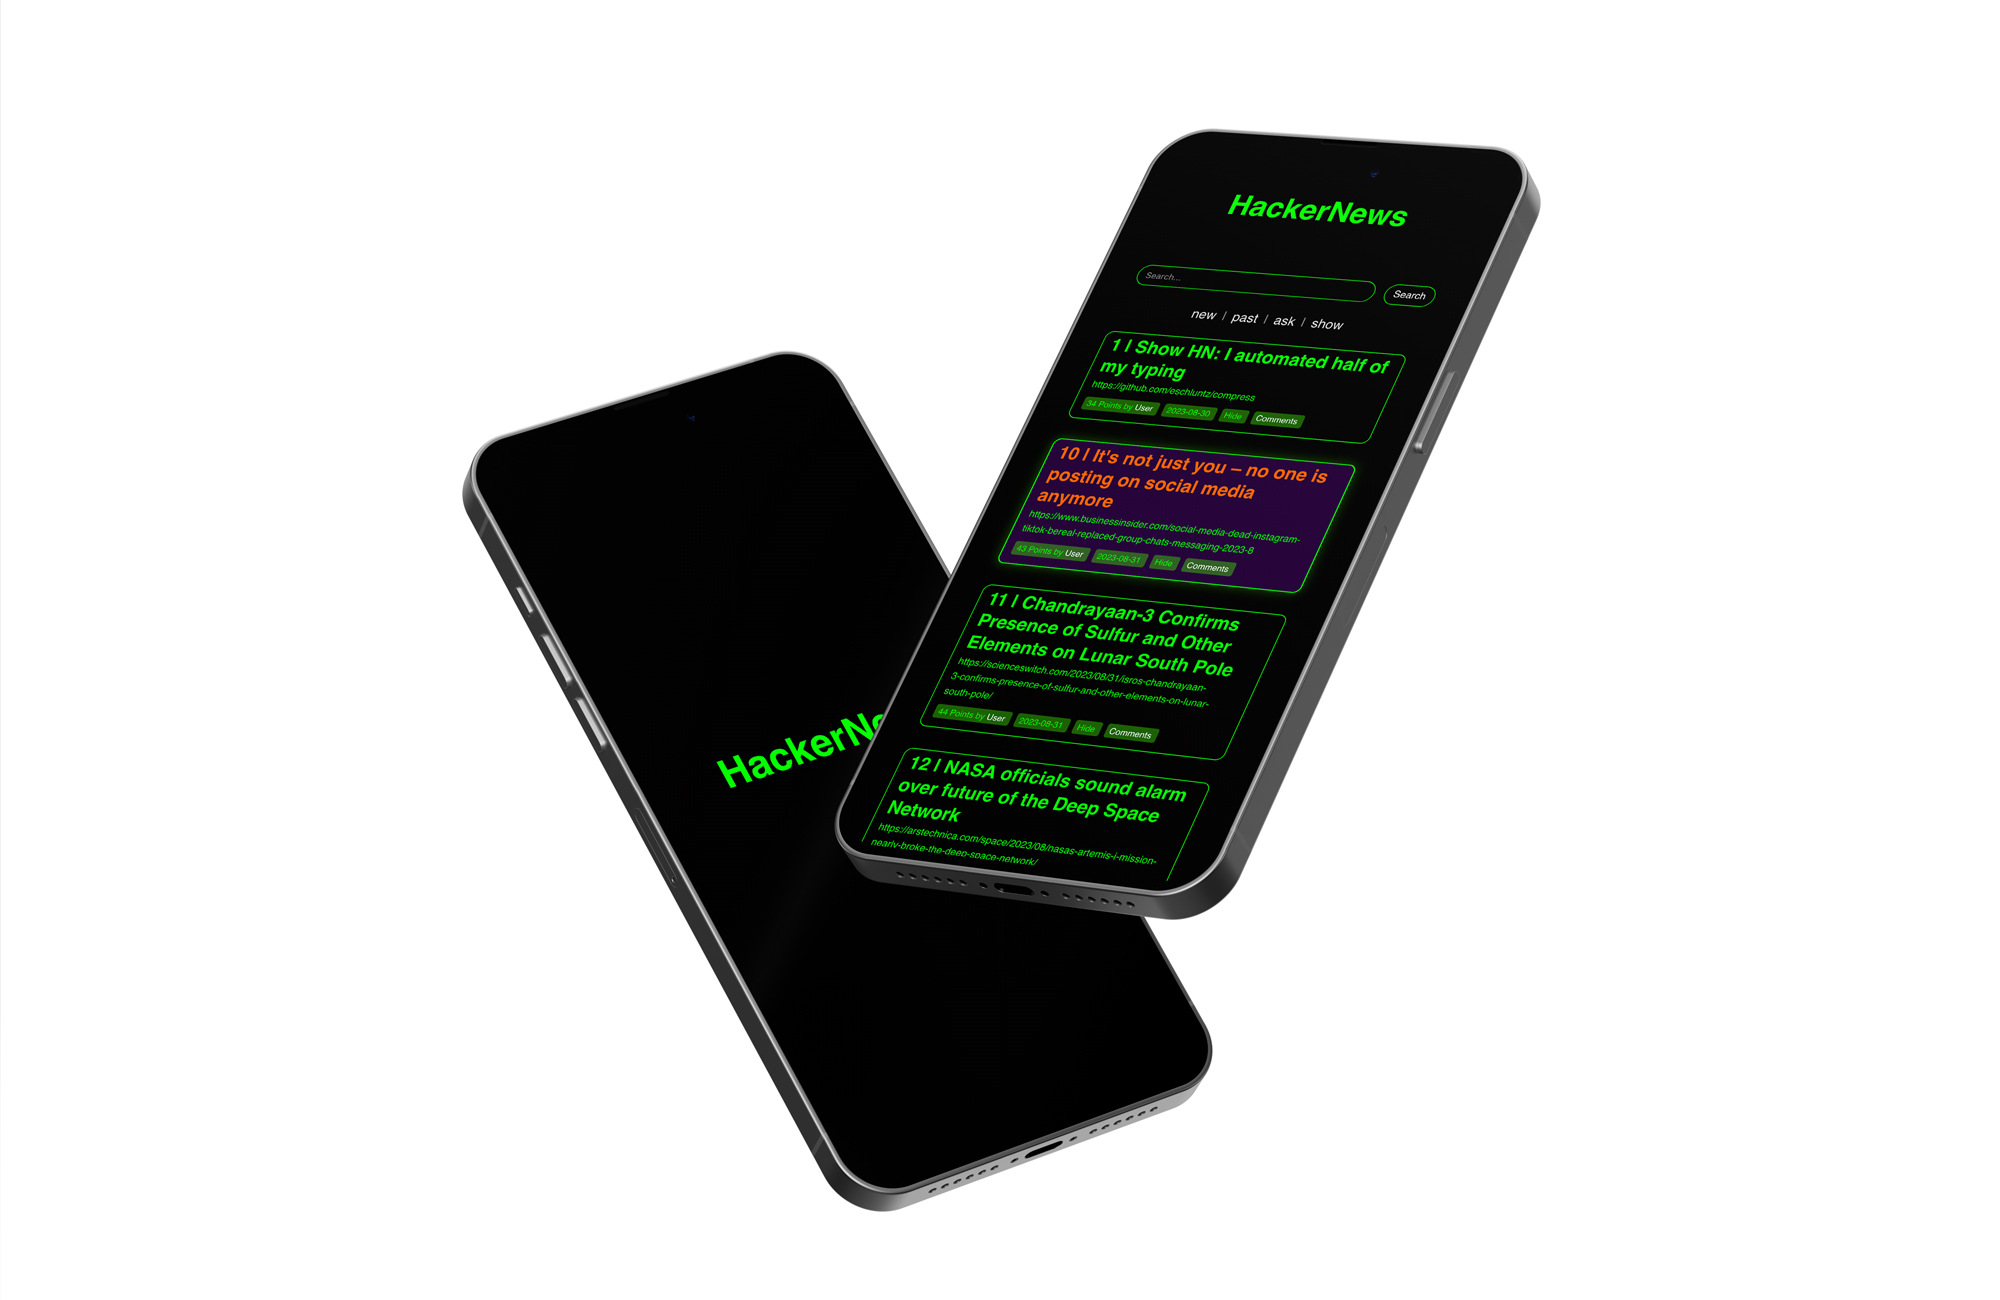 HackerNews
Search...
Search
new | past | ask | show
1 | Show HN: I automated half of
my typing
https://github.com/eschluntz/compress
34 Points by User 2023-08-30 Hide Comments
10 | It's not just you – no one is
posting on social media
anymore
https://www.businessinsider.com/social-media-dead-instagram-
tiktok-bereal-replaced-group-chats-messaging-2023-8
43 Points by User 2023-08-31 Hide Comments
11 | Chandrayaan-3 Confirms
Presence of Sulfur and Other
Elements on Lunar South Pole
https://scienceswitch.com/2023/08/31/isros-chandrayaan-
3-confirms-presence-of-sulfur-and-other-elements-on-lunar-
south-pole/
44 Points by User 2023-08-31 Hide Comments
12 | NASA officials sound alarm
over future of the Deep Space
Network
https://arstechnica.com/space/2023/08/nasas-artemis-i-mission-
nearly-broke-the-deep-space-network/
HackerNe